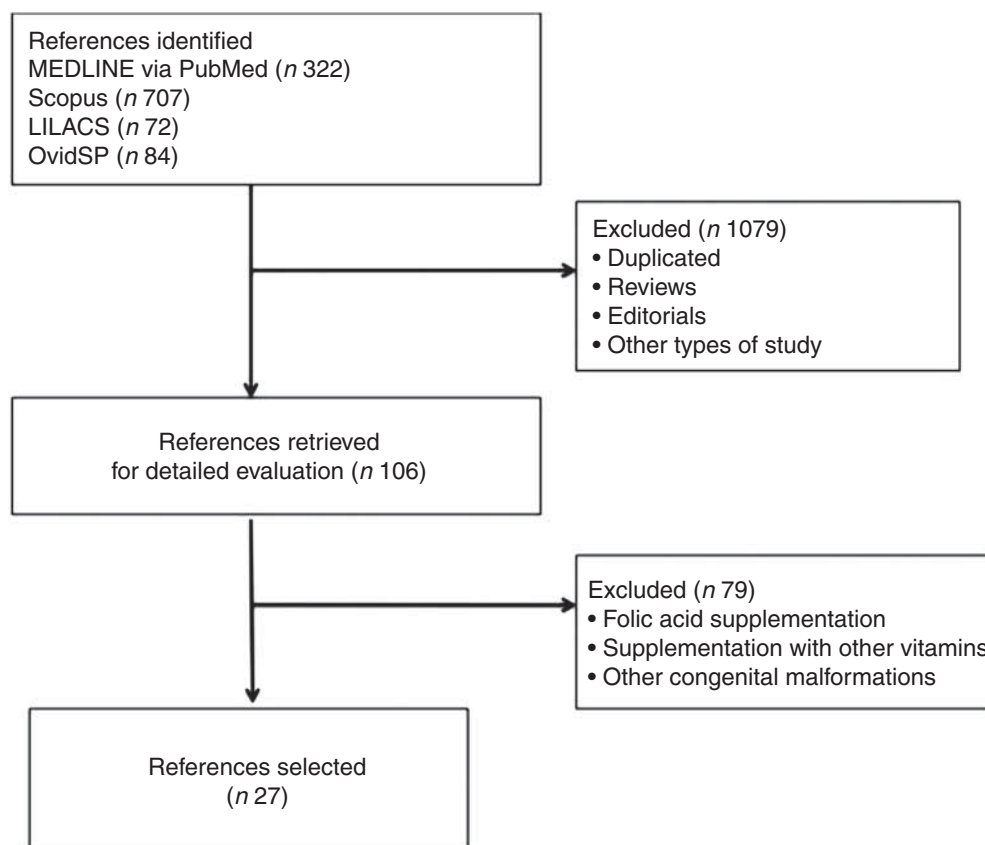 References identified
MEDLINE via PubMed (n 322)
Scopus (n 707)
LILACS (n 72)
OvidSP (n 84)
Excluded (n 1079)
• Duplicated
• Reviews
• Editorials
• Other types of study
References retrieved
for detailed evaluation (n 106)
Excluded (n 79)
• Folic acid supplementation
• Supplementation with other vitamins
• Other congenital malformations
References selected
(n 27)